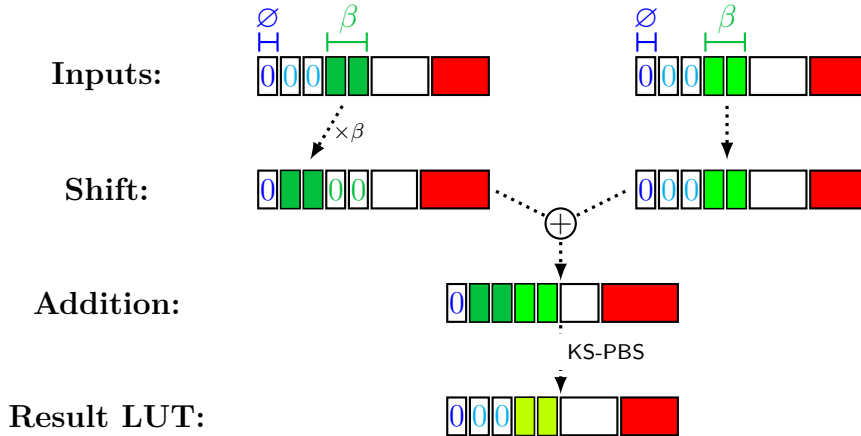 ∅ β ∅ β
Inputs: 0 0 0 0 0 0
×β
Shift: 0 0 0 0 0 0
+
Addition: 0
KS-PBS
Result LUT: 0 0 0